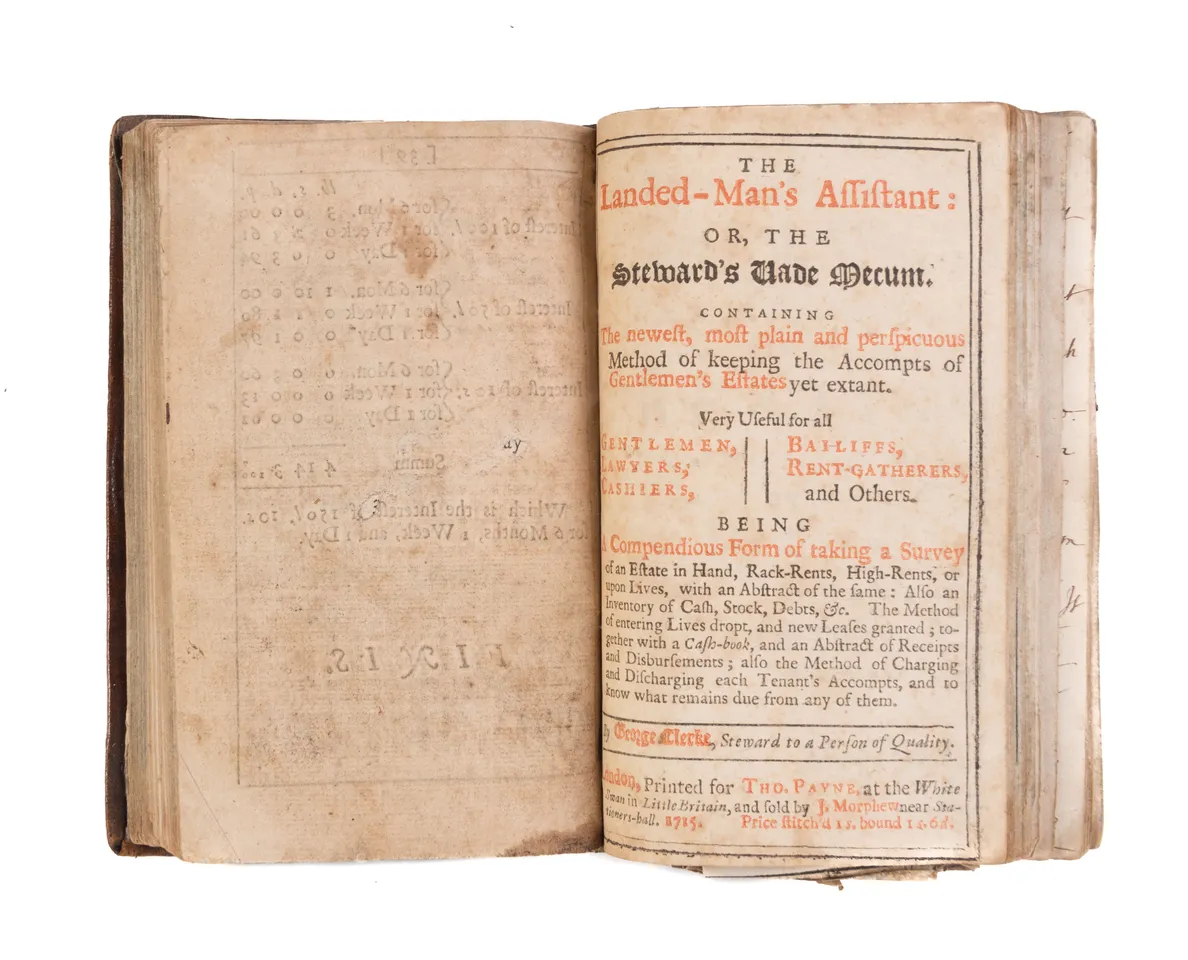 THE
Landed-Man's Aſſiſtant:
OR, THE
Steward's Vade Mecum.
CONTAINING
The neweſt, moſt plain and perſpicuous
Method of keeping the Accompts of
Gentlemen's Eſtates yet extant.
Very Uſeful for all
GENTLEMEN,
LAWYERS,
CASHIERS,
BAILIFFS,
RENT-GATHERERS,
and Others.
BEING
A Compendious Form of taking a Survey
of an Eſtate in Hand, Rack-Rents, High-Rents, or
upon Lives, with an Abſtract of the ſame: Alſo an
Inventory of Caſh, Stock, Debts, &c. The Method
of entering Lives dropt, and new Leaſes granted; to-
gether with a Caſh-book, and an Abſtract of Receipts
and Disburſements; alſo the Method of Charging
and Diſcharging each Tenant's Accompts, and to
know what remains due from any of them.
By George Clerke, Steward to a Perſon of Quality.
London, Printed for THO. PAYNE, at the White
Swan in Little Britain, and ſold by J. Morphew near Sta-
tioners-hall. 1715. Price ſtitch'd 1s. bound 1s. 6d.